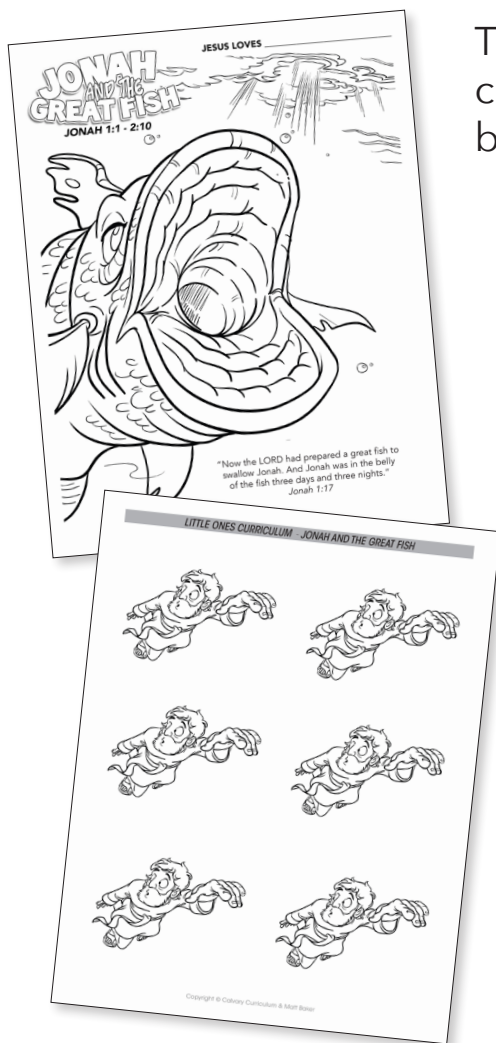 T
c
b
JESUS LOVES
JONAH
AND THE
GREAT FISH
JONAH 1:1 - 2:10
“Now the LORD had prepared a great fish to
swallow Jonah. And Jonah was in the belly
of the fish three days and three nights.”
Jonah 1:17
LITTLE ONES CURRICULUM - JONAH AND THE GREAT FISH
Copyright © Calvary Curriculum & Matt Baker